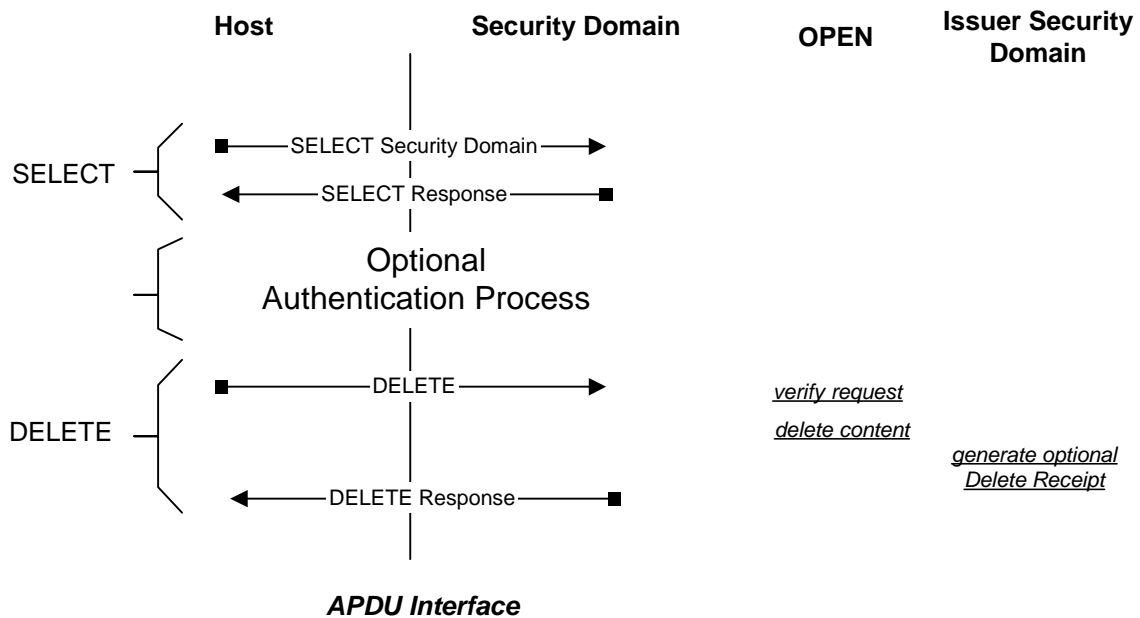 Host
Security Domain
OPEN
Issuer Security
Domain
SELECT
SELECT Security Domain
SELECT Response
Optional
Authentication Process
DELETE
DELETE
verify request
delete content
generate optional
Delete Receipt
DELETE Response
APDU Interface